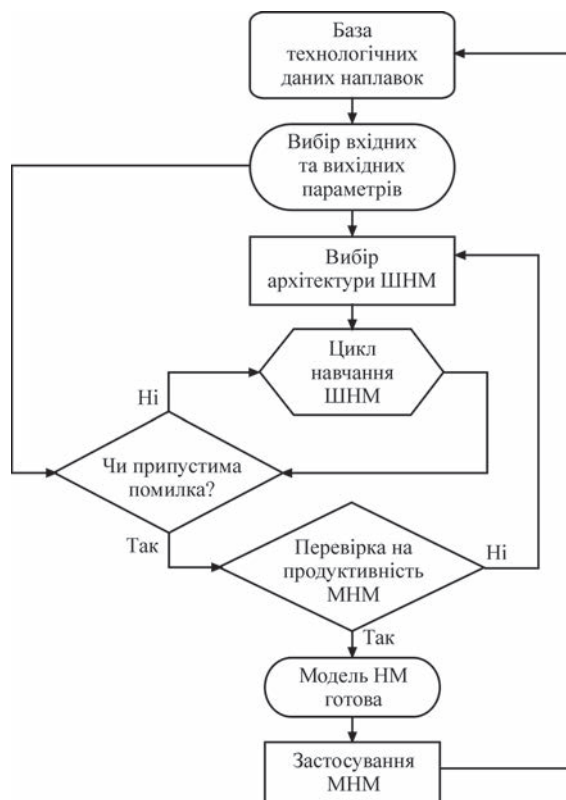 База
технологічних
даних наплавок
Вибір вхідних
та вихідних
параметрів
Вибір
архітектури ШНМ
Цикл
навчання
ШНМ
Ні
Чи припустима
помилка?
Так
Перевірка на
продуктивність
МНМ
Ні
Так
Модель НМ
готова
Застосування
МНМ